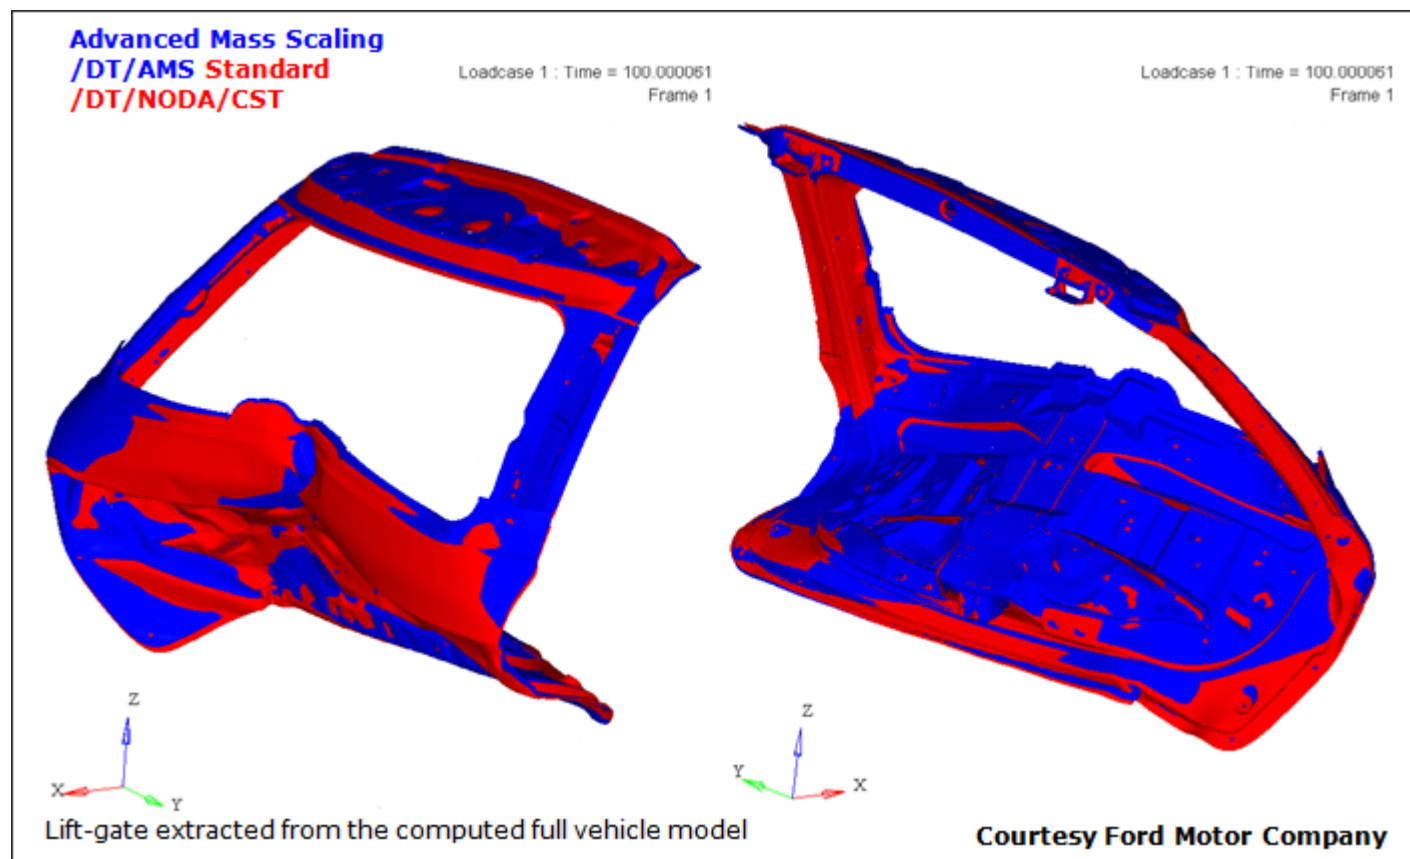 Advanced Mass Scaling
/DT/AMS Standard
/DT/NODA/CST
Loadcase 1 : Time = 100.000061
Frame 1
Loadcase 1 : Time = 100.000061
Frame 1
Z
X
Y
Z
Y
X
Lift-gate extracted from the computed full vehicle model
Courtesy Ford Motor Company